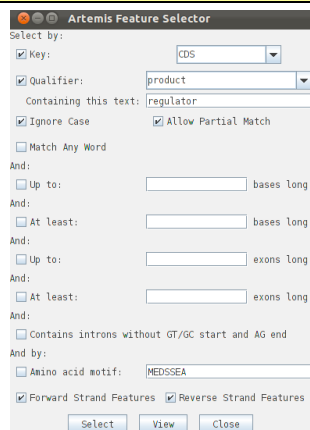 Artemis Feature Selector
Select by:
Key: CDS
Qualifier: product
Containing this text: regulator
Ignore Case Allow Partial Match
Match Any Word
And:
Up to: bases long
And:
At least: bases long
And:
Up to: exons long
And:
At least: exons long
And:
Contains introns without GT/GC start and AG end
And by:
Amino acid motif: MEDSSEA
Forward Strand Features Reverse Strand Features
Select View Close